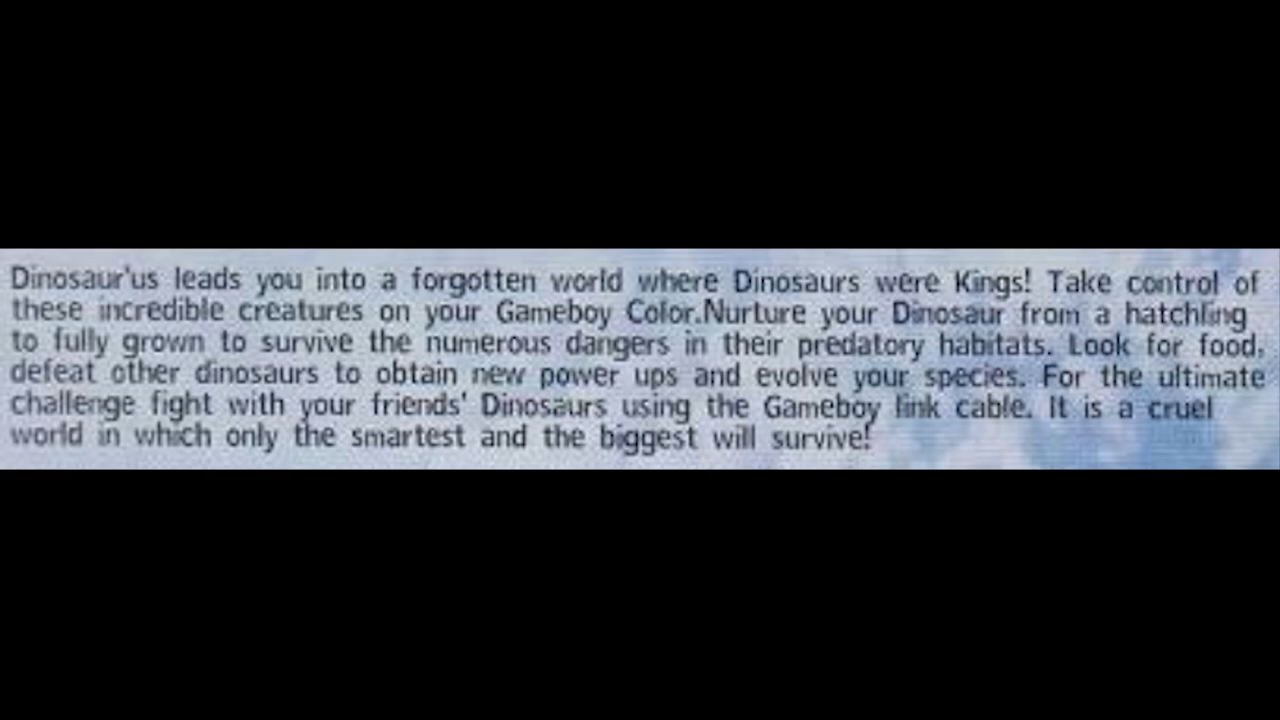 Dinosaur'us leads you into a forgotten world where Dinosaurs were Kings! Take control of
these incredible creatures on your Gameboy Color.Nurture your Dinosaur from a hatchling
to fully grown to survive the numerous dangers in their predatory habitats. Look for food,
defeat other dinosaurs to obtain new power ups and evolve your species. For the ultimate
challenge fight with your friends' Dinosaurs using the Gameboy link cable. It is a cruel
world in which only the smartest and the biggest will survive!